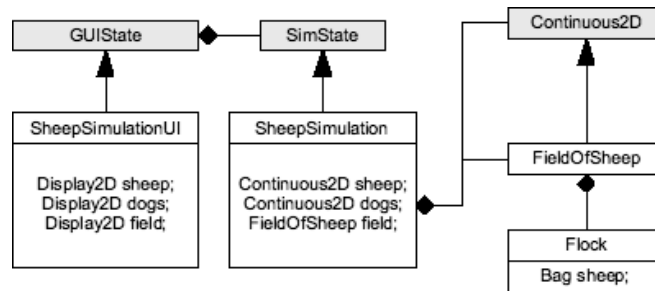 GUIState
SimState
Continuous2D
SheepSimulationUI
Display2D sheep;
Display2D dogs;
Display2D field;
SheepSimulation
Continuous2D sheep;
Continuous2D dogs;
FieldOfSheep field;
FieldOfSheep
Flock
Bag sheep;